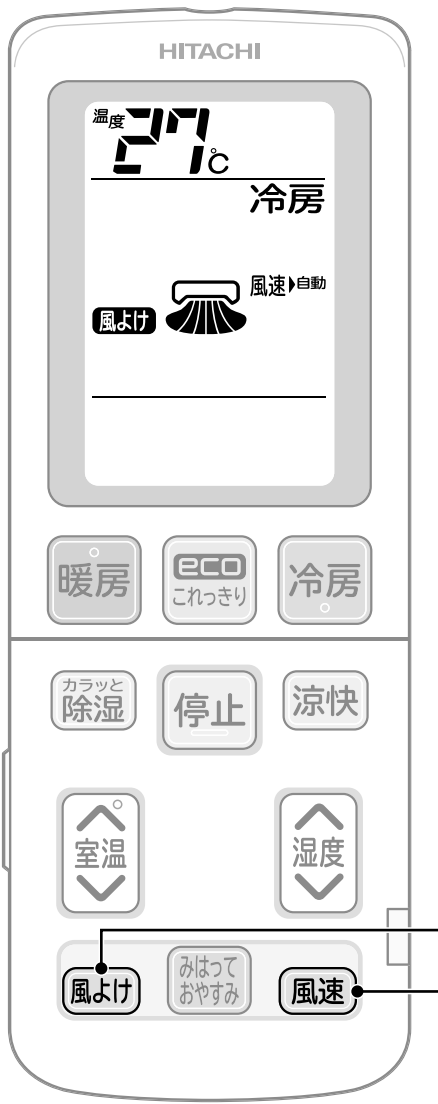 HITACHI
温度 27℃
冷房
風速▶自動
風よけ
暖房
eco
これっきり
冷房
カラッと
除湿
停止
涼快
室温
湿度
風よけ
みはって
おやすみ
風速